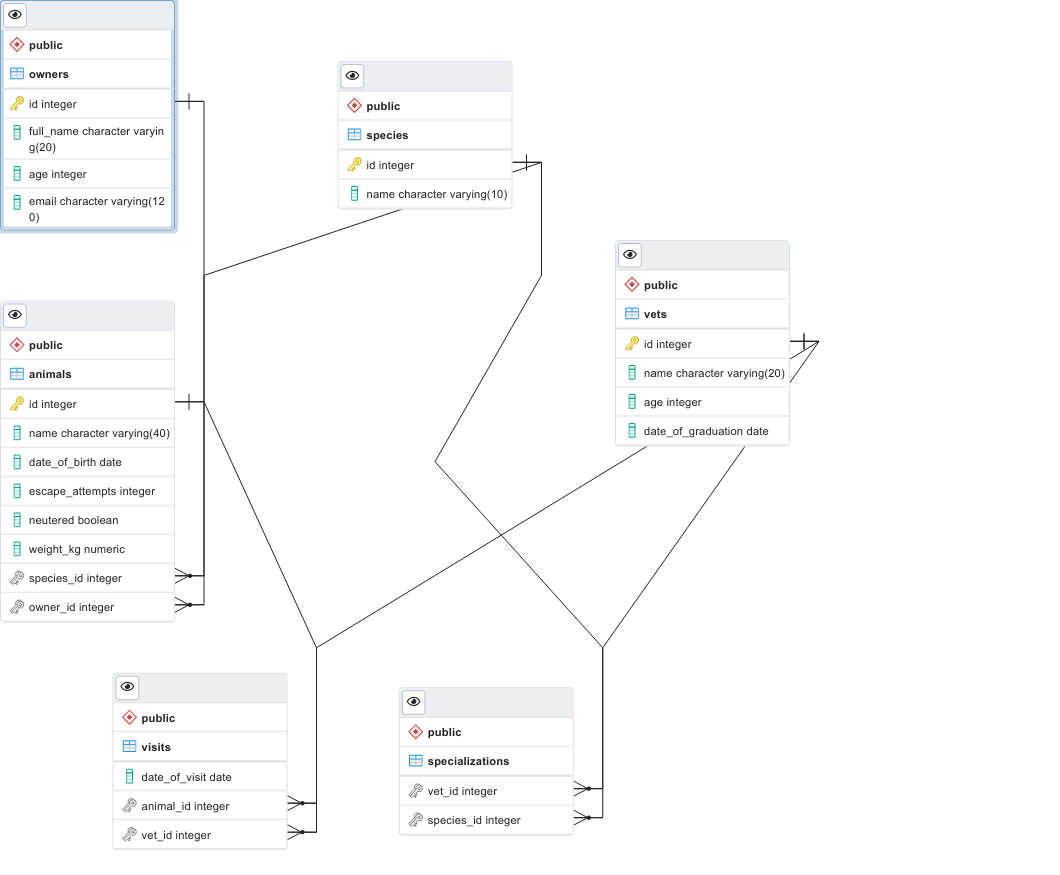 public
owners
id integer
full_name character varyin
g(20)
age integer
email character varying(12
0)
public
species
id integer
name character varying(10)
public
vets
id integer
name character varying(20)
age integer
date_of_graduation date
public
animals
id integer
name character varying(40)
date_of_birth date
escape_attempts integer
neutered boolean
weight_kg numeric
species_id integer
owner_id integer
public
visits
date_of_visit date
animal_id integer
vet_id integer
public
specializations
vet_id integer
species_id integer